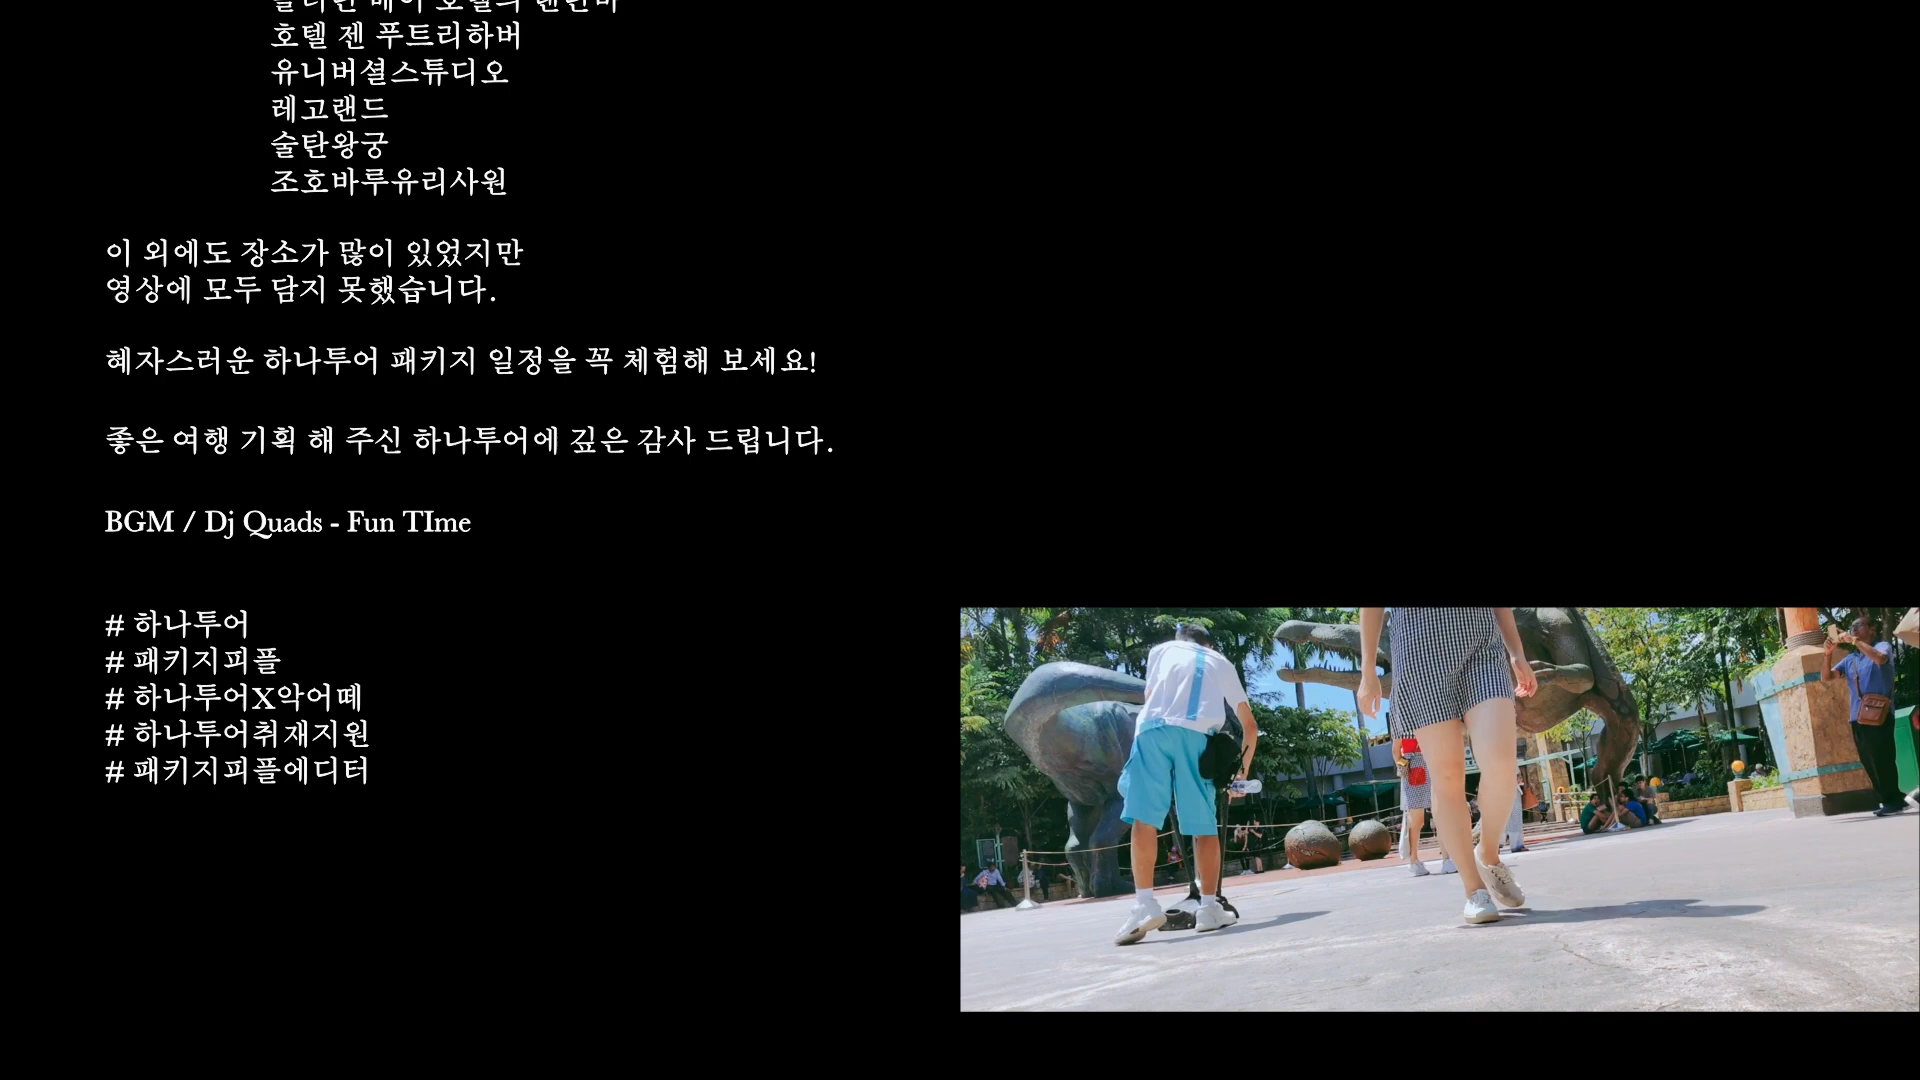 호텔 젠 푸트리하버
유니버셜스튜디오
레고랜드
술탄왕궁
조호바루유리사원
이 외에도 장소가 많이 있었지만
영상에 모두 담지 못했습니다.
혜자스러운 하나투어 패키지 일정을 꼭 체험해 보세요!
좋은 여행 기획 해 주신 하나투어에 깊은 감사 드립니다.
BGM / Dj Quads - Fun TIme
# 하나투어
# 패키지피플
# 하나투어X악어떼
# 하나투어취재지원
# 패키지피플에디터